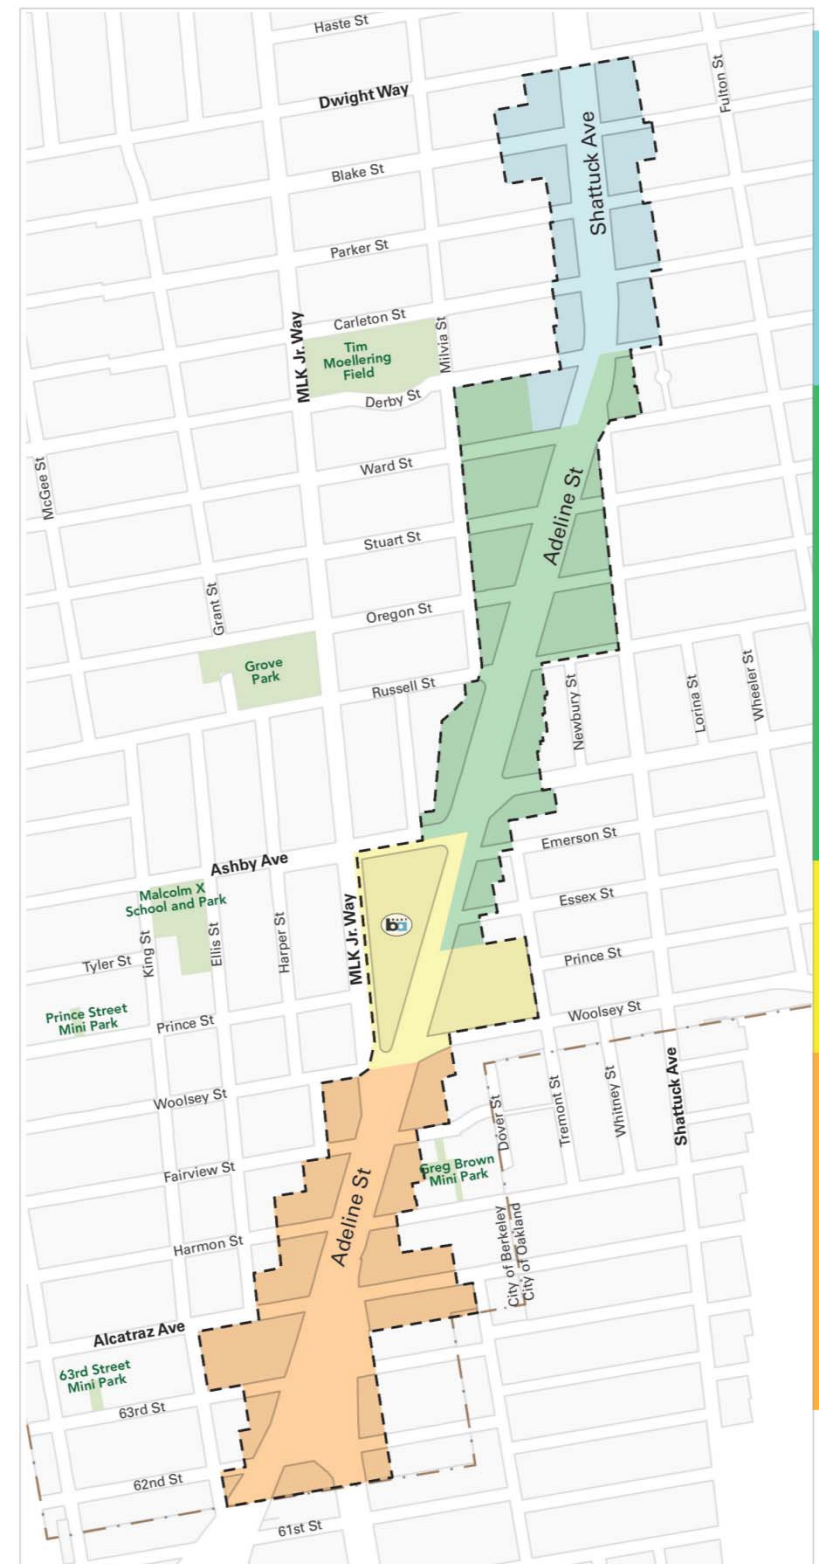 Haste St
Dwight Way
Fulton St
Shattuck Ave
Blake St
Parker St
Carleton St
MLK Jr. Way
Tim
Moellering
Field
Milvia St
Derby St
McGee St
Ward St
Adeline St
Stuart St
Grant St
Oregon St
Grove
Park
Russell St
Newbury St
Lorina St
Wheeler St
Emerson St
Ashby Ave
Malcolm X
School and Park
Essex St
MLK Jr. Way
ba
King St
Ellis St
Harper St
Tyler St
Prince St
Prince Street
Mini Park
Prince St
Woolsey St
Woolsey St
Dover St
Tremont St
Whitney St
Shattuck Ave
Fairview St
Greg Brown
Mini Park
Adeline St
Harmon St
City of Berkeley
City of Oakland
Alcatraz Ave
63rd Street
Mini Park
63rd St
62nd St
61st St